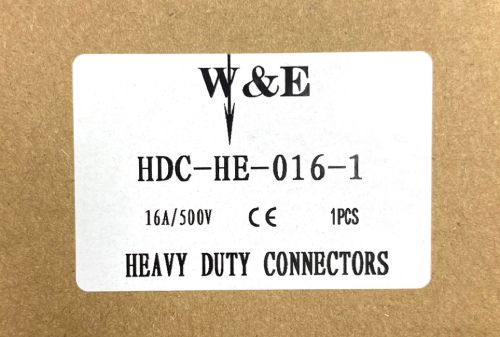 W&E
HDC-HE-016-1
16A/500V CE 1PCS
HEAVY DUTY CONNECTORS